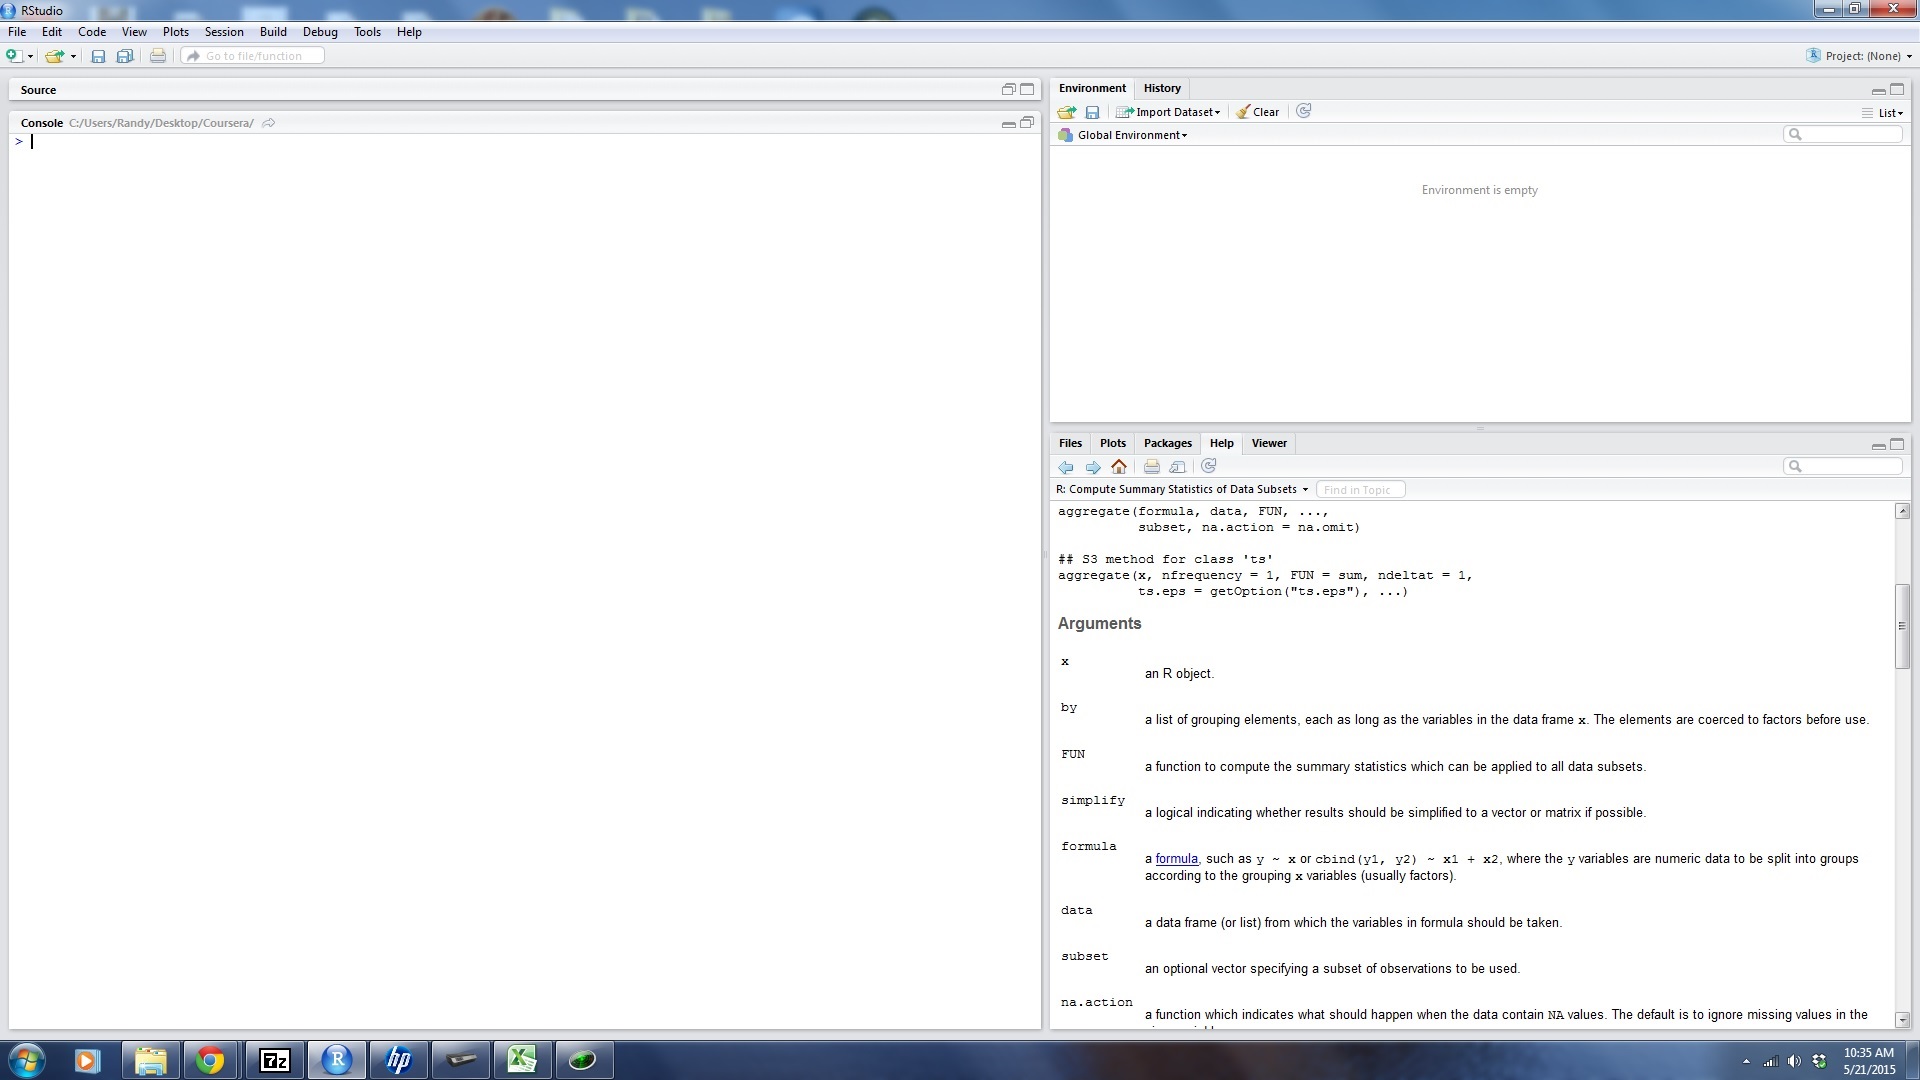 RStudio
File Edit Code View Plots Session Build Debug Tools Help
Go to file/function
Project: (None)
Source
Console C:/Users/Randy/Desktop/Coursera/
>
Environment History
Import Dataset Clear
List
Global Environment
Environment is empty
Files Plots Packages Help Viewer
R: Compute Summary Statistics of Data Subsets Find in Topic
aggregate(formula, data, FUN, ...,
subset, na.action = na.omit)
## S3 method for class 'ts'
aggregate(x, nfrequency = 1, FUN = sum, ndeltat = 1,
ts.eps = getOption("ts.eps"), ...)
Arguments
x
an R object.
by
a list of grouping elements, each as long as the variables in the data frame x. The elements are coerced to factors before use.
FUN
a function to compute the summary statistics which can be applied to all data subsets.
simplify
a logical indicating whether results should be simplified to a vector or matrix if possible.
formula
a formula, such as y ~ x or cbind(y1, y2) ~ x1 + x2, where the y variables are numeric data to be split into groups
according to the grouping x variables (usually factors).
data
a data frame (or list) from which the variables in formula should be taken.
subset
an optional vector specifying a subset of observations to be used.
na.action
a function which indicates what should happen when the data contain NA values. The default is to ignore missing values in the
7z
R
hp
10:35 AM
5/21/2015